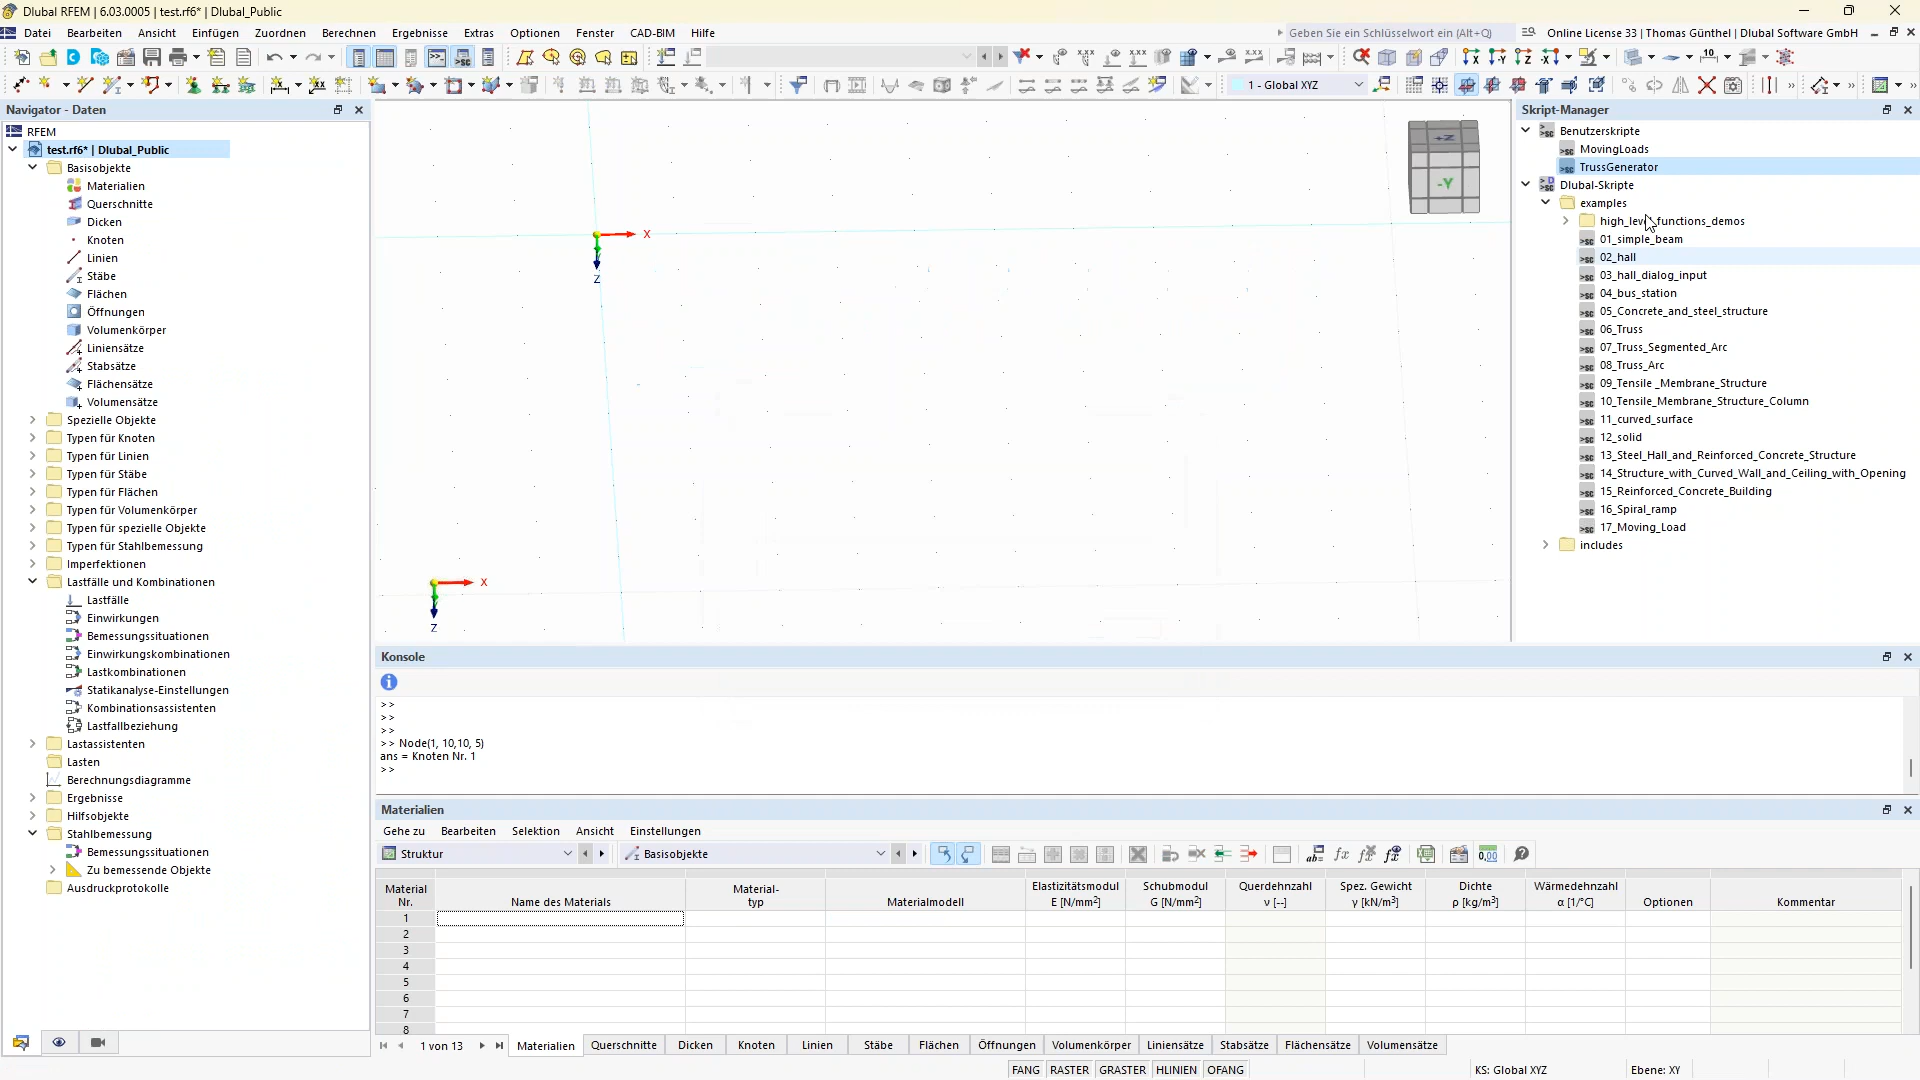 Dlubal RFEM | 6.03.0005 | test.rf6* | Dlubal_Public
Datei Bearbeiten Ansicht Einfügen Zuordnen Berechnen Ergebnisse Extras Optionen Fenster CAD-BIM Hilfe
Geben Sie ein Schlüsselwort ein (Alt+Q)
Online License 33 | Thomas Günthel | Dlubal Software GmbH
1 - Global XYZ
Navigator - Daten
RFEM
test.rf6* | Dlubal_Public
Basisobjekte
Materialien
Querschnitte
Dicken
Knoten
Linien
Stäbe
Flächen
Öffnungen
Volumenkörper
Liniensätze
Stabsätze
Flächensätze
Volumensätze
Spezielle Objekte
Typen für Knoten
Typen für Linien
Typen für Stäbe
Typen für Flächen
Typen für Volumenkörper
Typen für spezielle Objekte
Typen für Stahlbemessung
Imperfektionen
Lastfälle und Kombinationen
Lastfälle
Einwirkungen
Bemessungssituationen
Einwirkungskombinationen
Lastkombinationen
Statikanalyse-Einstellungen
Kombinationsassistenten
Lastfallbeziehung
Lastassistenten
Lasten
Berechnungsdiagramme
Ergebnisse
Hilfsobjekte
Stahlbemessung
Bemessungssituationen
Zu bemessende Objekte
Ausdruckprotokolle
X
Z
X
Z
+Z
-Y
Skript-Manager
Benutzerskripte
MovingLoads
TrussGenerator
Dlubal-Skripte
examples
high_level_functions_demos
01_simple_beam
02_hall
03_hall_dialog_input
04_bus_station
05_Concrete_and_steel_structure
06_Truss
07_Truss_Segmented_Arc
08_Truss_Arc
09_Tensile _Membrane_Structure
10_Tensile_Membrane_Structure_Column
11_curved_surface
12_solid
13_Steel_Hall_and_Reinforced_Concrete_Structure
14_Structure_with_Curved_Wall_and_Ceiling_with_Opening
15_Reinforced_Concrete_Building
16_Spiral_ramp
17_Moving_Load
includes
Konsole
>>
>>
>>
>> Node(1, 10,10, 5)
ans = Knoten Nr. 1
>>
Materialien
Gehe zu Bearbeiten Selektion Ansicht Einstellungen
Struktur Basisobjekte
Material Nr. Name des Materials Material-typ Materialmodell Elastizitätsmodul E [N/mm²] Schubmodul G [N/mm²] Querdehnzahl ν [--] Spez. Gewicht γ [kN/m³] Dichte ρ [kg/m³] Wärmedehnzahl α [1/°C] Optionen Kommentar
1
2
3
4
5
6
7
8
1 von 13 Materialien Querschnitte Dicken Knoten Linien Stäbe Flächen Öffnungen Volumenkörper Liniensätze Stabsätze Flächensätze Volumensätze
FANG RASTER GRASTER HLINIEN OFANG KS: Global XYZ Ebene: XY